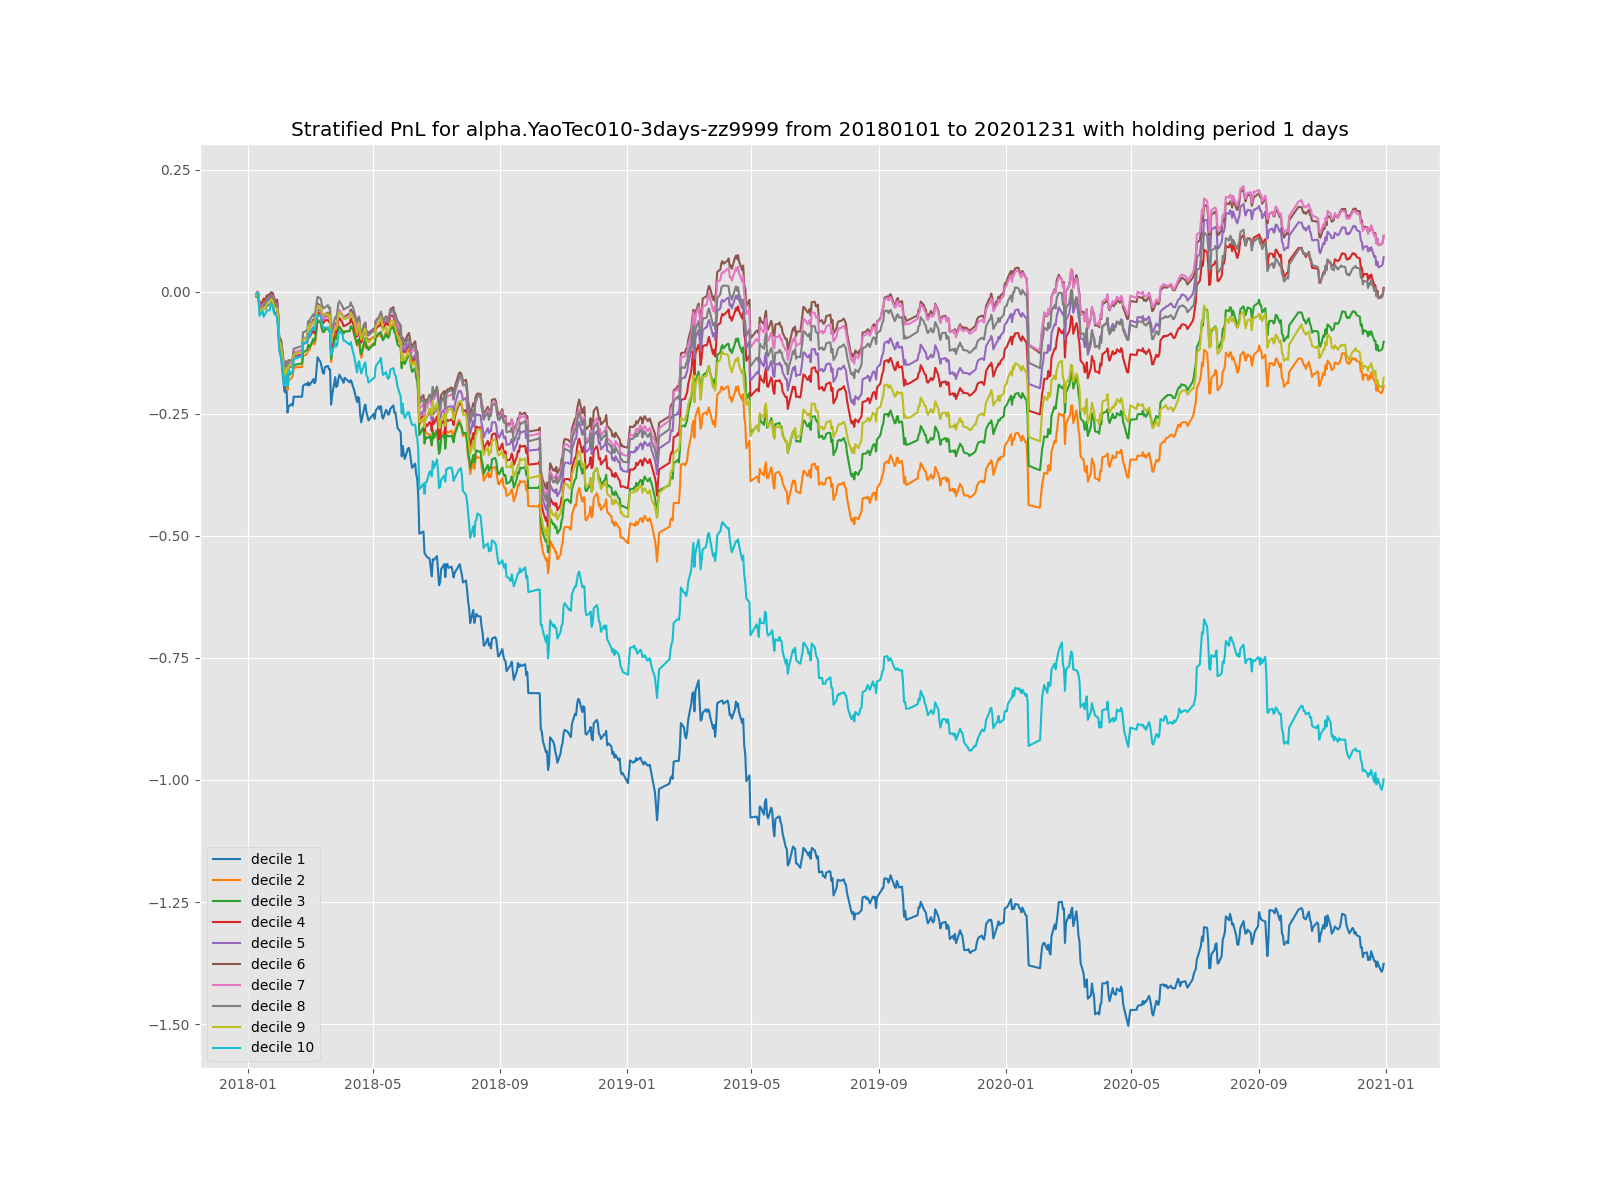 Stratified PnL for alpha.YaoTec010-3days-zz9999 from 20180101 to 20201231 with holding period 1 days
0.25
0.00
−0.25
−0.50
−0.75
−1.00
−1.25
−1.50
decile 1
decile 2
decile 3
decile 4
decile 5
decile 6
decile 7
decile 8
decile 9
decile 10
2018-01 2018-05 2018-09 2019-01 2019-05 2019-09 2020-01 2020-05 2020-09 2021-01